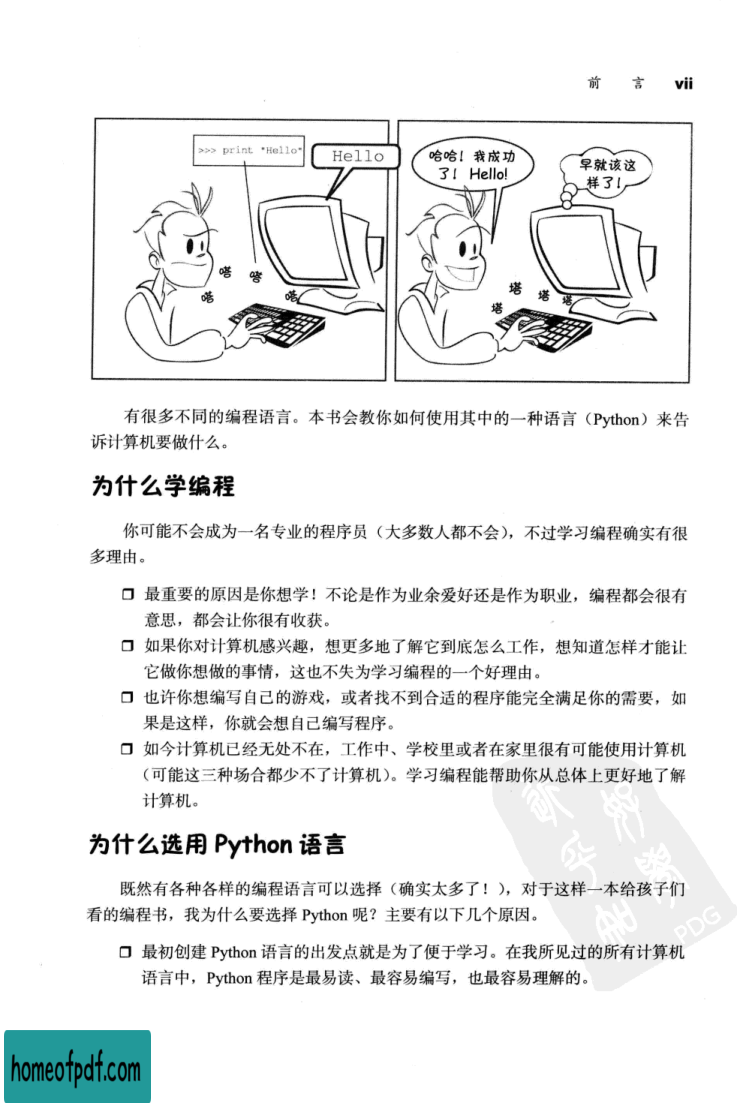 前 言 vii
>>> print "Hello"
Hello
嗒
嗒
嗒
嗒
哈哈！我成功
了！Hello!
早就该这
样了！
塔
塔
塔
塔
有很多不同的编程语言。本书会教你如何使用其中的一种语言（Python）来告
诉计算机要做什么。
为什么学编程
你可能不会成为一名专业的程序员（大多数人都不会），不过学习编程确实有很
多理由。
❐ 最重要的原因是你想学！不论是作为业余爱好还是作为职业，编程都会很有
意思，都会让你很有收获。
❐ 如果你对计算机感兴趣，想更多地了解它到底怎么工作，想知道怎样才能让
它做你想做的事情，这也不失为学习编程的一个好理由。
❐ 也许你想编写自己的游戏，或者找不到合适的程序能完全满足你的需要，如
果是这样，你就会想自己编写程序。
❐ 如今计算机已经无处不在，工作中、学校里或者在家里很有可能使用计算机
（可能这三种场合都少不了计算机）。学习编程能帮助你从总体上更好地了解
计算机。
为什么选用 Python 语言
既然有各种各样的编程语言可以选择（确实太多了！），对于这样一本给孩子们
看的编程书，我为什么要选择 Python 呢？主要有以下几个原因。
❐ 最初创建 Python 语言的出发点就是为了便于学习。在我所见过的所有计算机
语言中，Python 程序是最易读、最容易编写，也最容易理解的。
PDG
homeofpdf.com